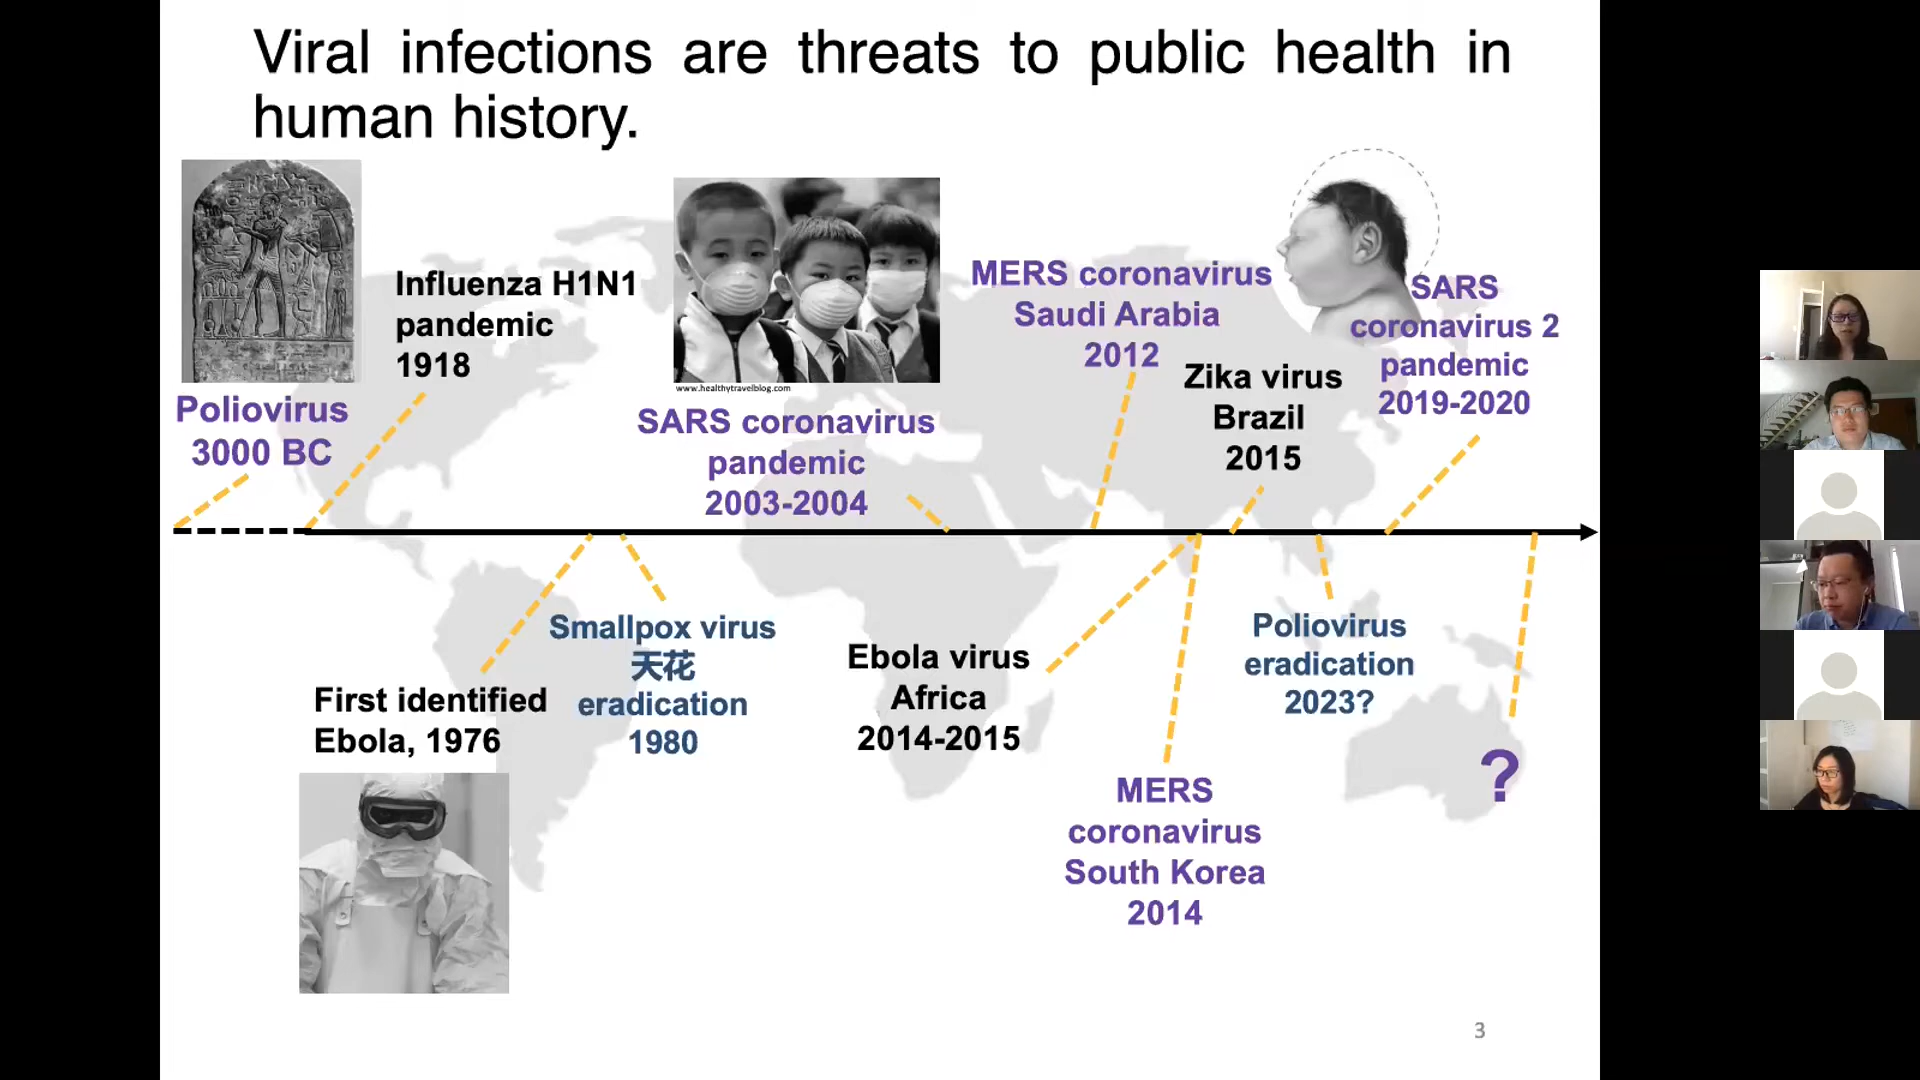 Viral infections are threats to public health in
human history.
Poliovirus
3000 BC
Influenza H1N1
pandemic
1918
www.healthytravelblog.com
SARS coronavirus
pandemic
2003-2004
MERS coronavirus
Saudi Arabia
2012
Zika virus
Brazil
2015
SARS
coronavirus 2
pandemic
2019-2020
First identified
Ebola, 1976
Smallpox virus
天花
eradication
1980
Ebola virus
Africa
2014-2015
MERS
coronavirus
South Korea
2014
Poliovirus
eradication
2023?
?
3